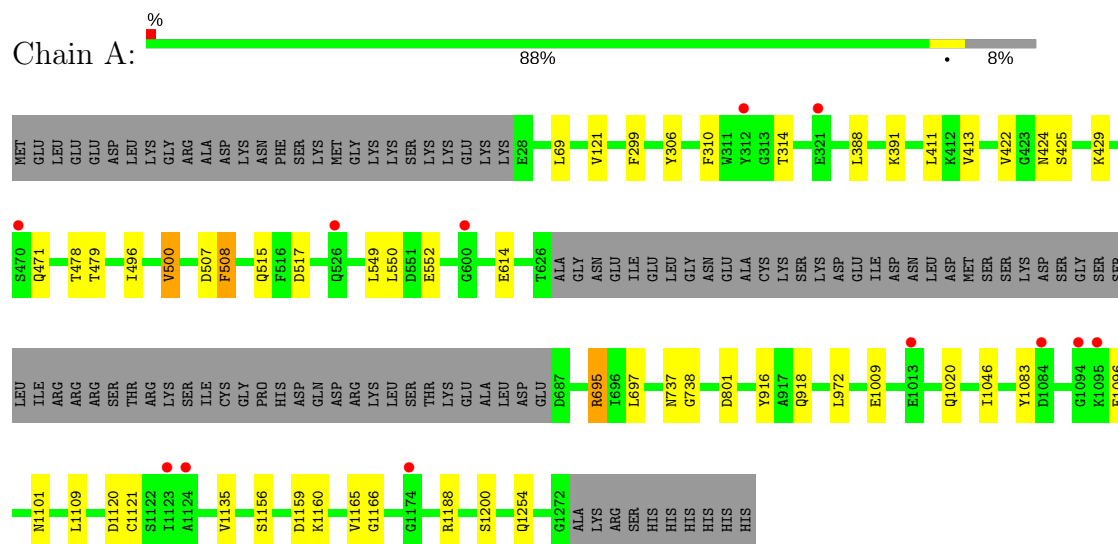 Chain A:
%
88%
•
8%
MET GLU LEU GLU GLU ASP LEU LYS GLY ARG ALA ASP LYS ASN PHE SER LYS MET GLY LYS LYS SER LYS LYS GLU LYS LYS E28 L69 V121 F299 Y306 F310 W311 Y312 G313 T314 E321 L388 K391 L411 K412 V413 V422 G423 N424 S425 K429
S470 Q471 T478 T479 I496 V500 D507 F508 Q515 F516 D517 Q526 L549 L550 D551 E552 G600 E614 T626 ALA GLY ASN GLU ILE GLU LEU GLY ASN GLU ALA CYS LYS SER LYS ASP GLU ILE ASP ASN LEU ASP MET SER SER LYS ASP SER GLY SER SER
LEU ILE ARG ARG ARG SER THR ARG LYS SER ILE CYS GLY PRO HIS ASP GLN ASP ARG LYS LEU SER THR LYS GLU ALA LEU ASP GLU D687 R695 I696 L697 N737 G738 D801 Y916 A917 Q918 L972 E1009 E1013 Q1020 I1046 Y1083 D1084 G1094 K1095
N1101 L1109 D1120 C1121 S1122 I1123 A1124 V1135 S1156 D1159 K1160 V1165 G1166 G1174 R1188 S1200 Q1254 G1272 ALA LYS ARG SER HIS HIS HIS HIS HIS HIS